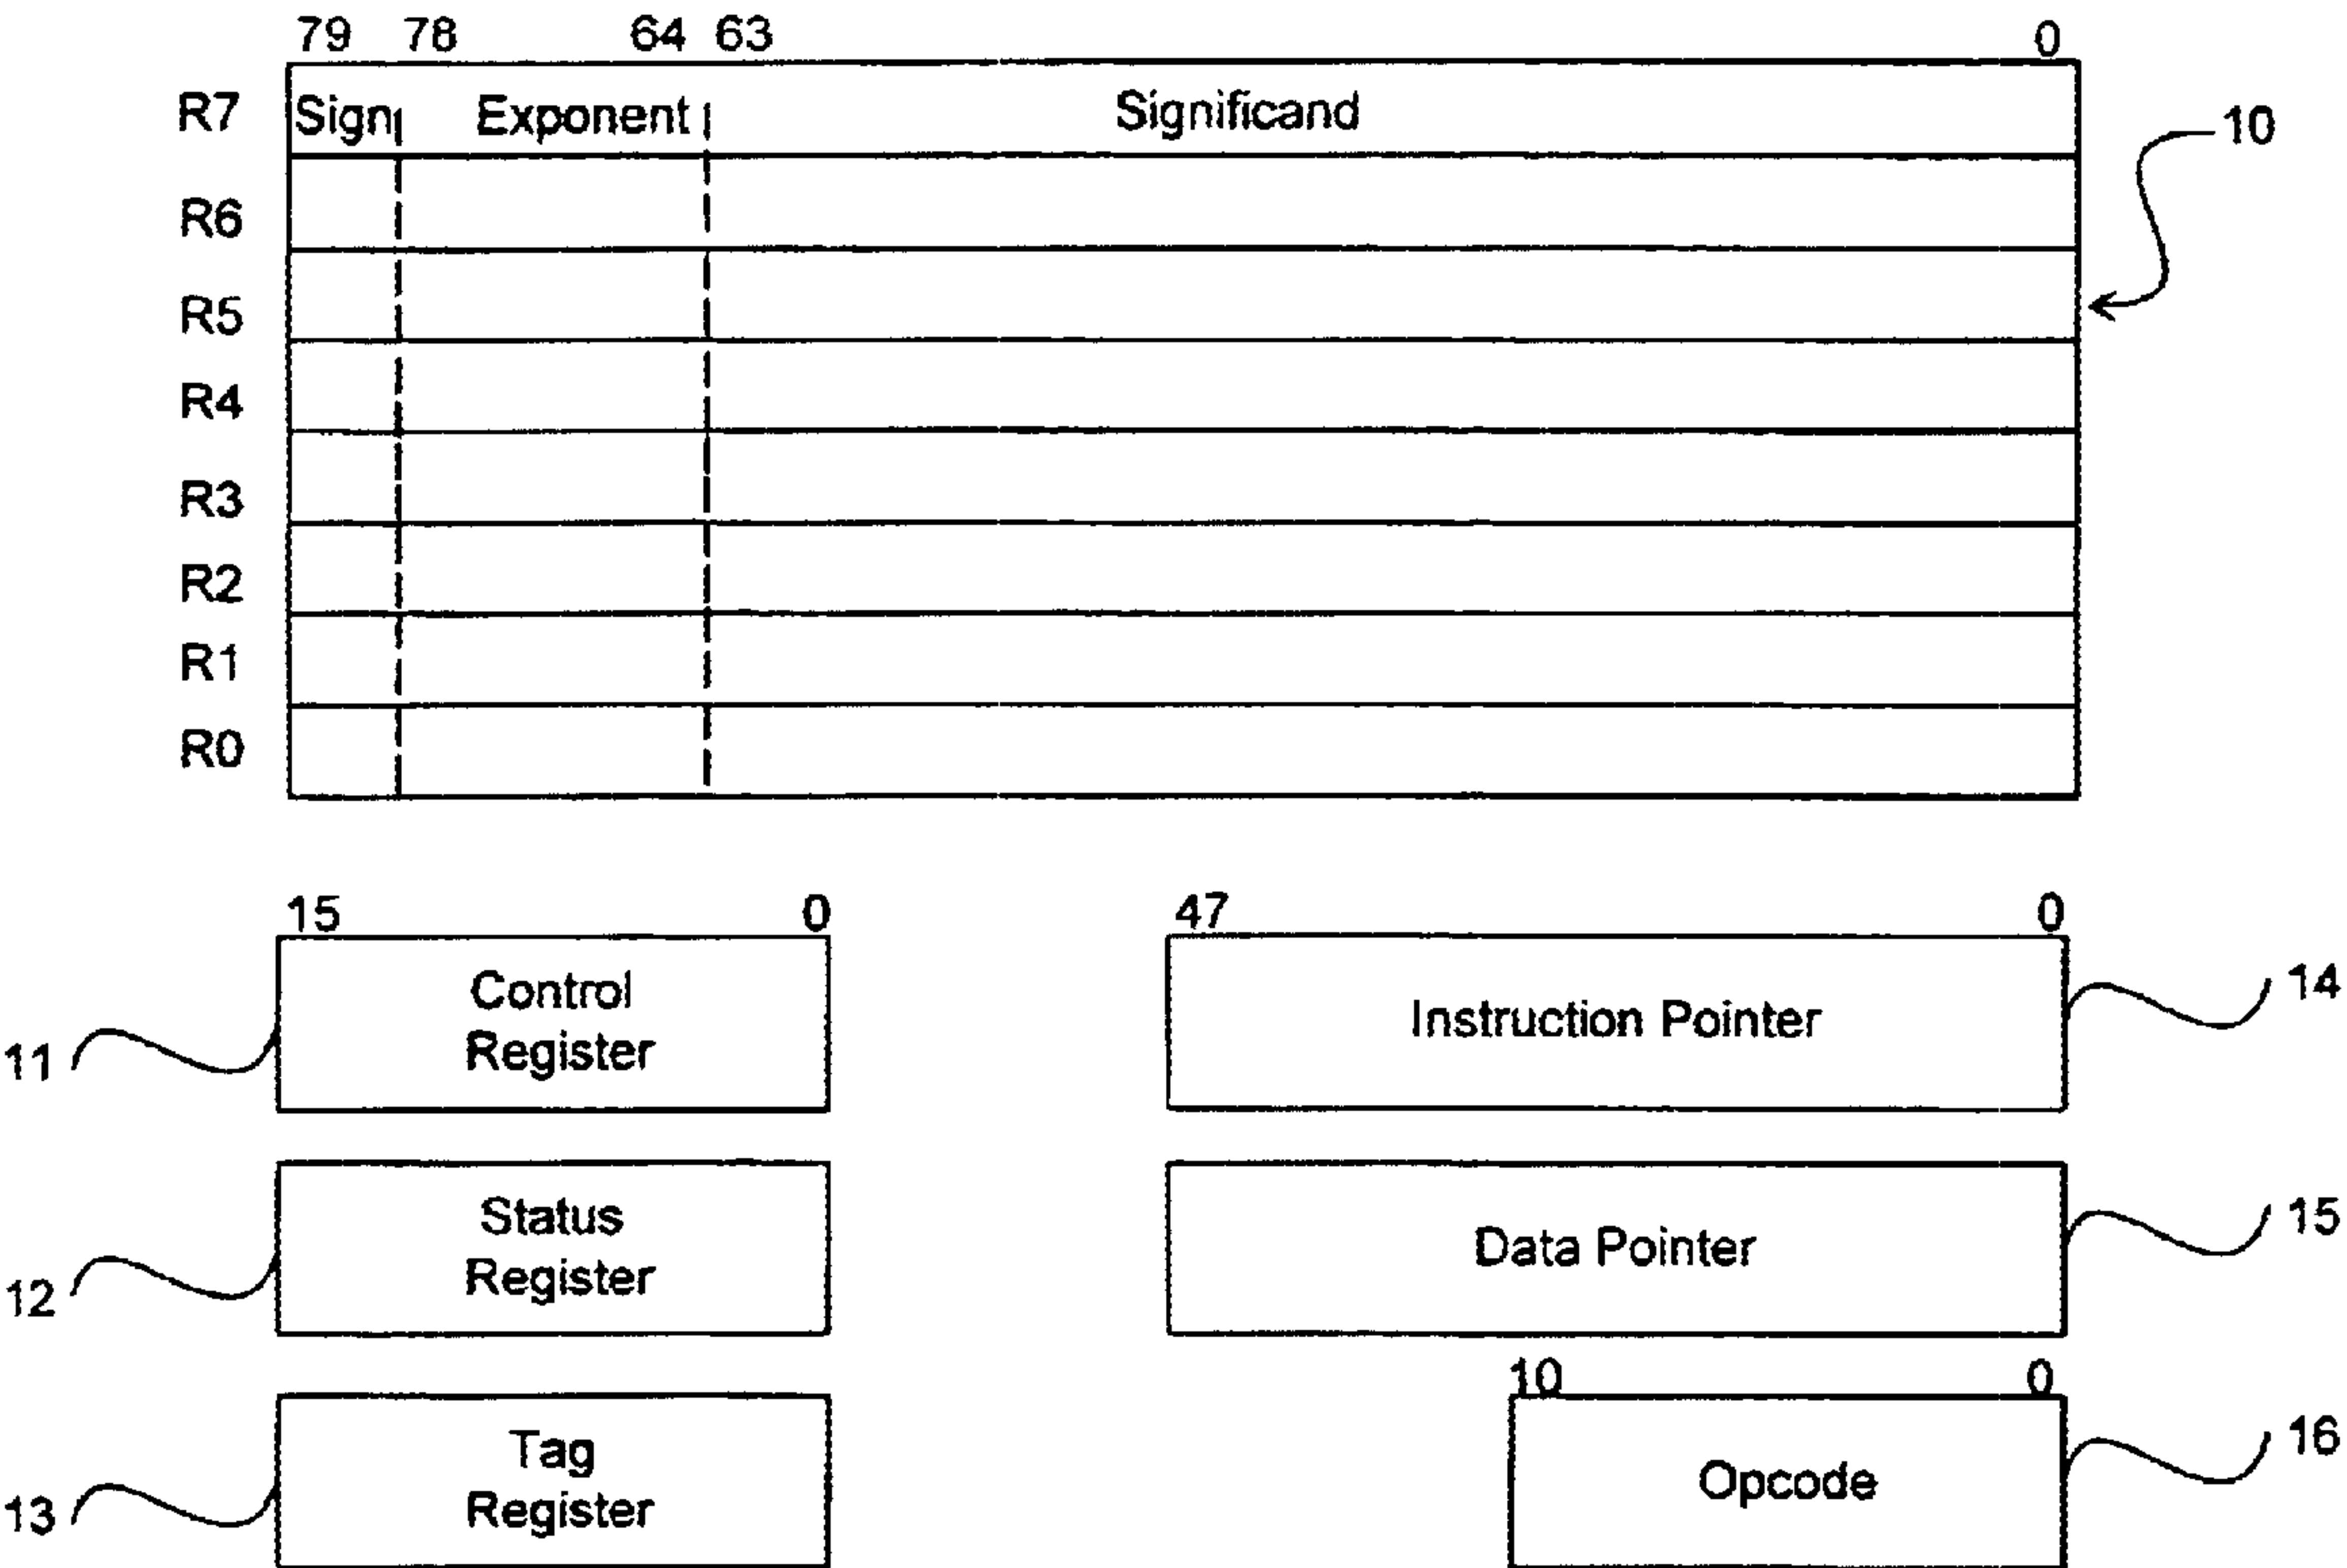 79 78 64 63 0
R7 Sign Exponent Significand
10
R6
R5
R4
R3
R2
R1
R0
15 0 47 0
Control
Register
Instruction Pointer
11
14
Status
Register
Data Pointer
12
15
10 0
Tag
Register
Opcode
13
16